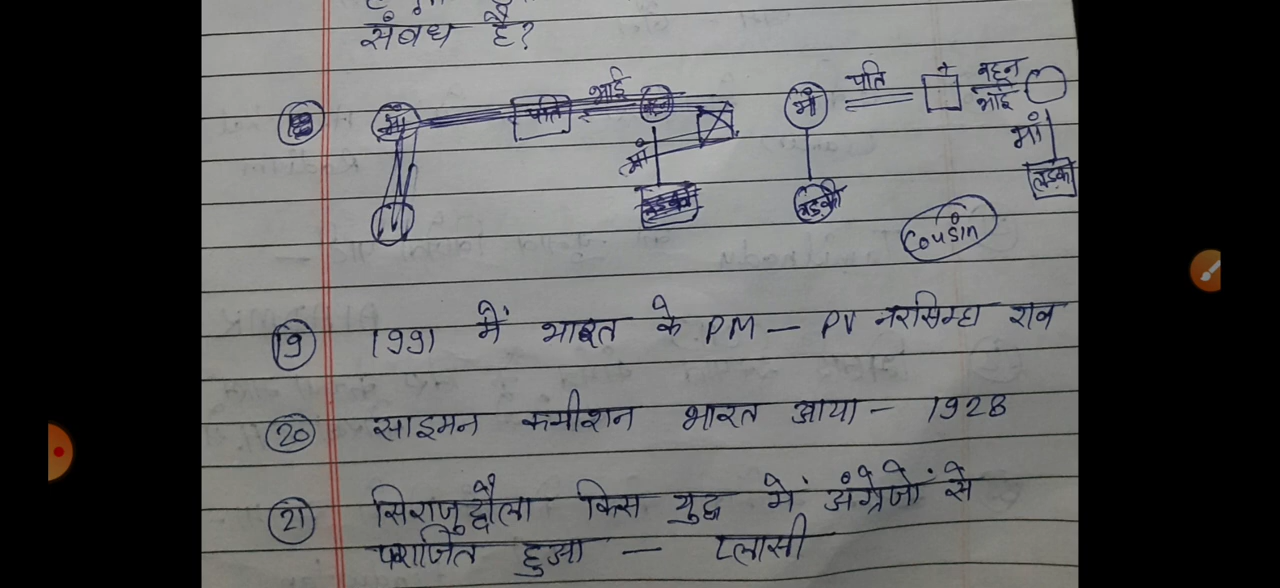 संबंध है?
मां पति भाई
मां
मैं पति + बहन भाई
मां
लड़की लड़का
Cousin
19 1991 में भारत के PM – PV नरसिम्हा राव
20 साइमन कमीशन भारत आया – 1928
21 सिराजुद्दौला किस युद्ध में अंग्रेजों से
पराजित हुआ – प्लासी